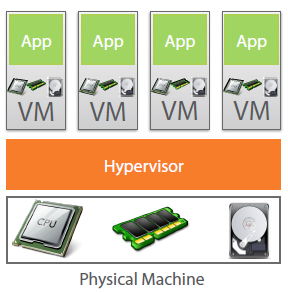 App App App App
VM VM VM VM
Hypervisor
CPU
Physical Machine